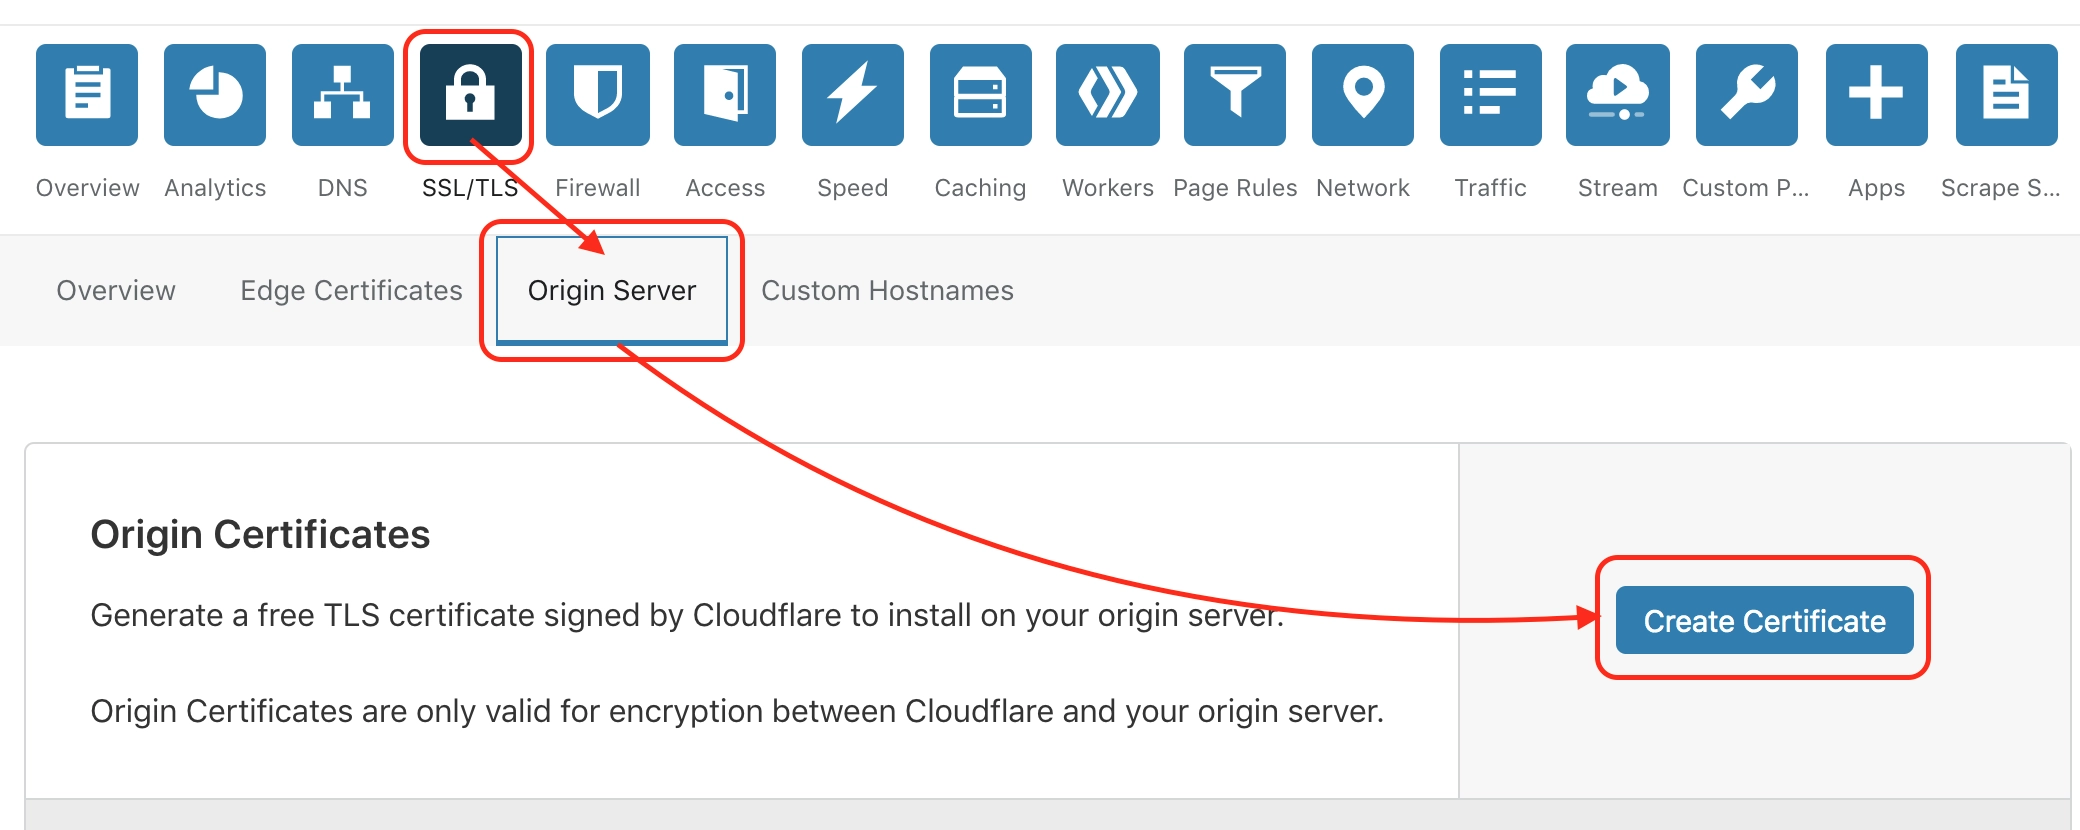 Overview Analytics DNS SSL/TLS Firewall Access Speed Caching Workers Page Rules Network Traffic Stream Custom P... Apps Scrape S...
Overview Edge Certificates Origin Server Custom Hostnames
Origin Certificates
Generate a free TLS certificate signed by Cloudflare to install on your origin server.
Create Certificate
Origin Certificates are only valid for encryption between Cloudflare and your origin server.